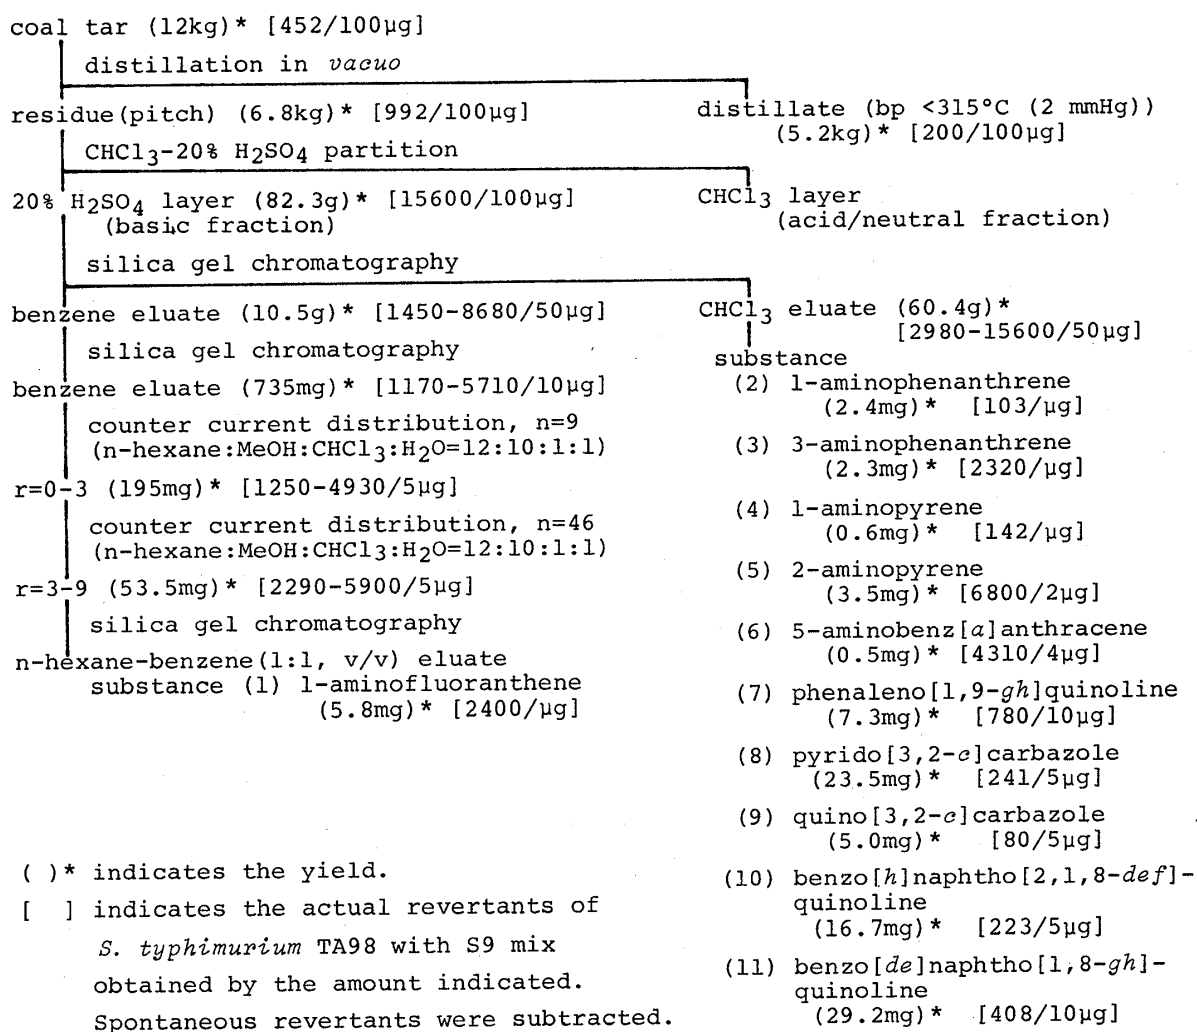 coal tar (12kg)* [452/100µg]
distillation in vacuo
residue(pitch) (6.8kg)* [992/100µg]
distillate (bp <315°C (2 mmHg))
(5.2kg)* [200/100µg]
CHCl3-20% H2SO4 partition
20% H2SO4 layer (82.3g)* [15600/100µg]
(basic fraction)
CHCl3 layer
(acid/neutral fraction)
silica gel chromatography
benzene eluate (10.5g)* [1450-8680/50µg]
silica gel chromatography
benzene eluate (735mg)* [1170-5710/10µg]
counter current distribution, n=9
(n-hexane:MeOH:CHCl3:H2O=12:10:1:1)
r=0-3 (195mg)* [1250-4930/5µg]
counter current distribution, n=46
(n-hexane:MeOH:CHCl3:H2O=12:10:1:1)
r=3-9 (53.5mg)* [2290-5900/5µg]
silica gel chromatography
n-hexane-benzene(1:1, v/v) eluate
substance (1) 1-aminofluoranthene
(5.8mg)* [2400/µg]
CHCl3 eluate (60.4g)*
[2980-15600/50µg]
substance
(2) 1-aminophenanthrene
(2.4mg)* [103/µg]
(3) 3-aminophenanthrene
(2.3mg)* [2320/µg]
(4) 1-aminopyrene
(0.6mg)* [142/µg]
(5) 2-aminopyrene
(3.5mg)* [6800/2µg]
(6) 5-aminobenz[a]anthracene
(0.5mg)* [4310/4µg]
(7) phenaleno[1,9-gh]quinoline
(7.3mg)* [780/10µg]
(8) pyrido[3,2-c]carbazole
(23.5mg)* [241/5µg]
(9) quino[3,2-c]carbazole
(5.0mg)* [80/5µg]
(10) benzo[h]naphtho[2,1,8-def]-
quinoline
(16.7mg)* [223/5µg]
(11) benzo[de]naphtho[1,8-gh]-
quinoline
(29.2mg)* [408/10µg]
( )* indicates the yield.
[ ] indicates the actual revertants of
S. typhimurium TA98 with S9 mix
obtained by the amount indicated.
Spontaneous revertants were subtracted.